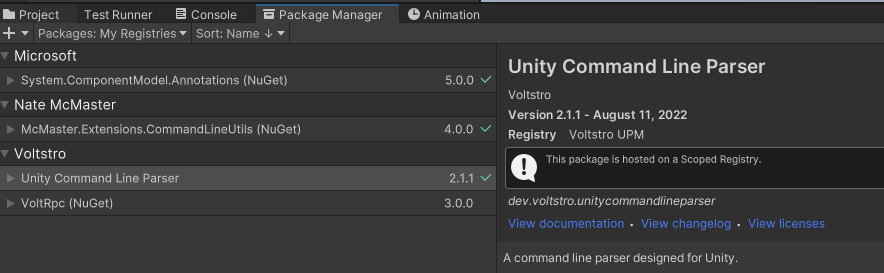 Project Test Runner Console Package Manager Animation
Packages: My Registries Sort: Name ↓
Microsoft
System.ComponentModel.Annotations (NuGet) 5.0.0
Nate McMaster
McMaster.Extensions.CommandLineUtils (NuGet) 4.0.0
Voltstro
Unity Command Line Parser 2.1.1
VoltRpc (NuGet) 3.0.0
Unity Command Line Parser
Voltstro
Version 2.1.1 - August 11, 2022
Registry Voltstro UPM
This package is hosted on a Scoped Registry.
dev.voltstro.unitycommandlineparser
View documentation • View changelog • View licenses
A command line parser designed for Unity.